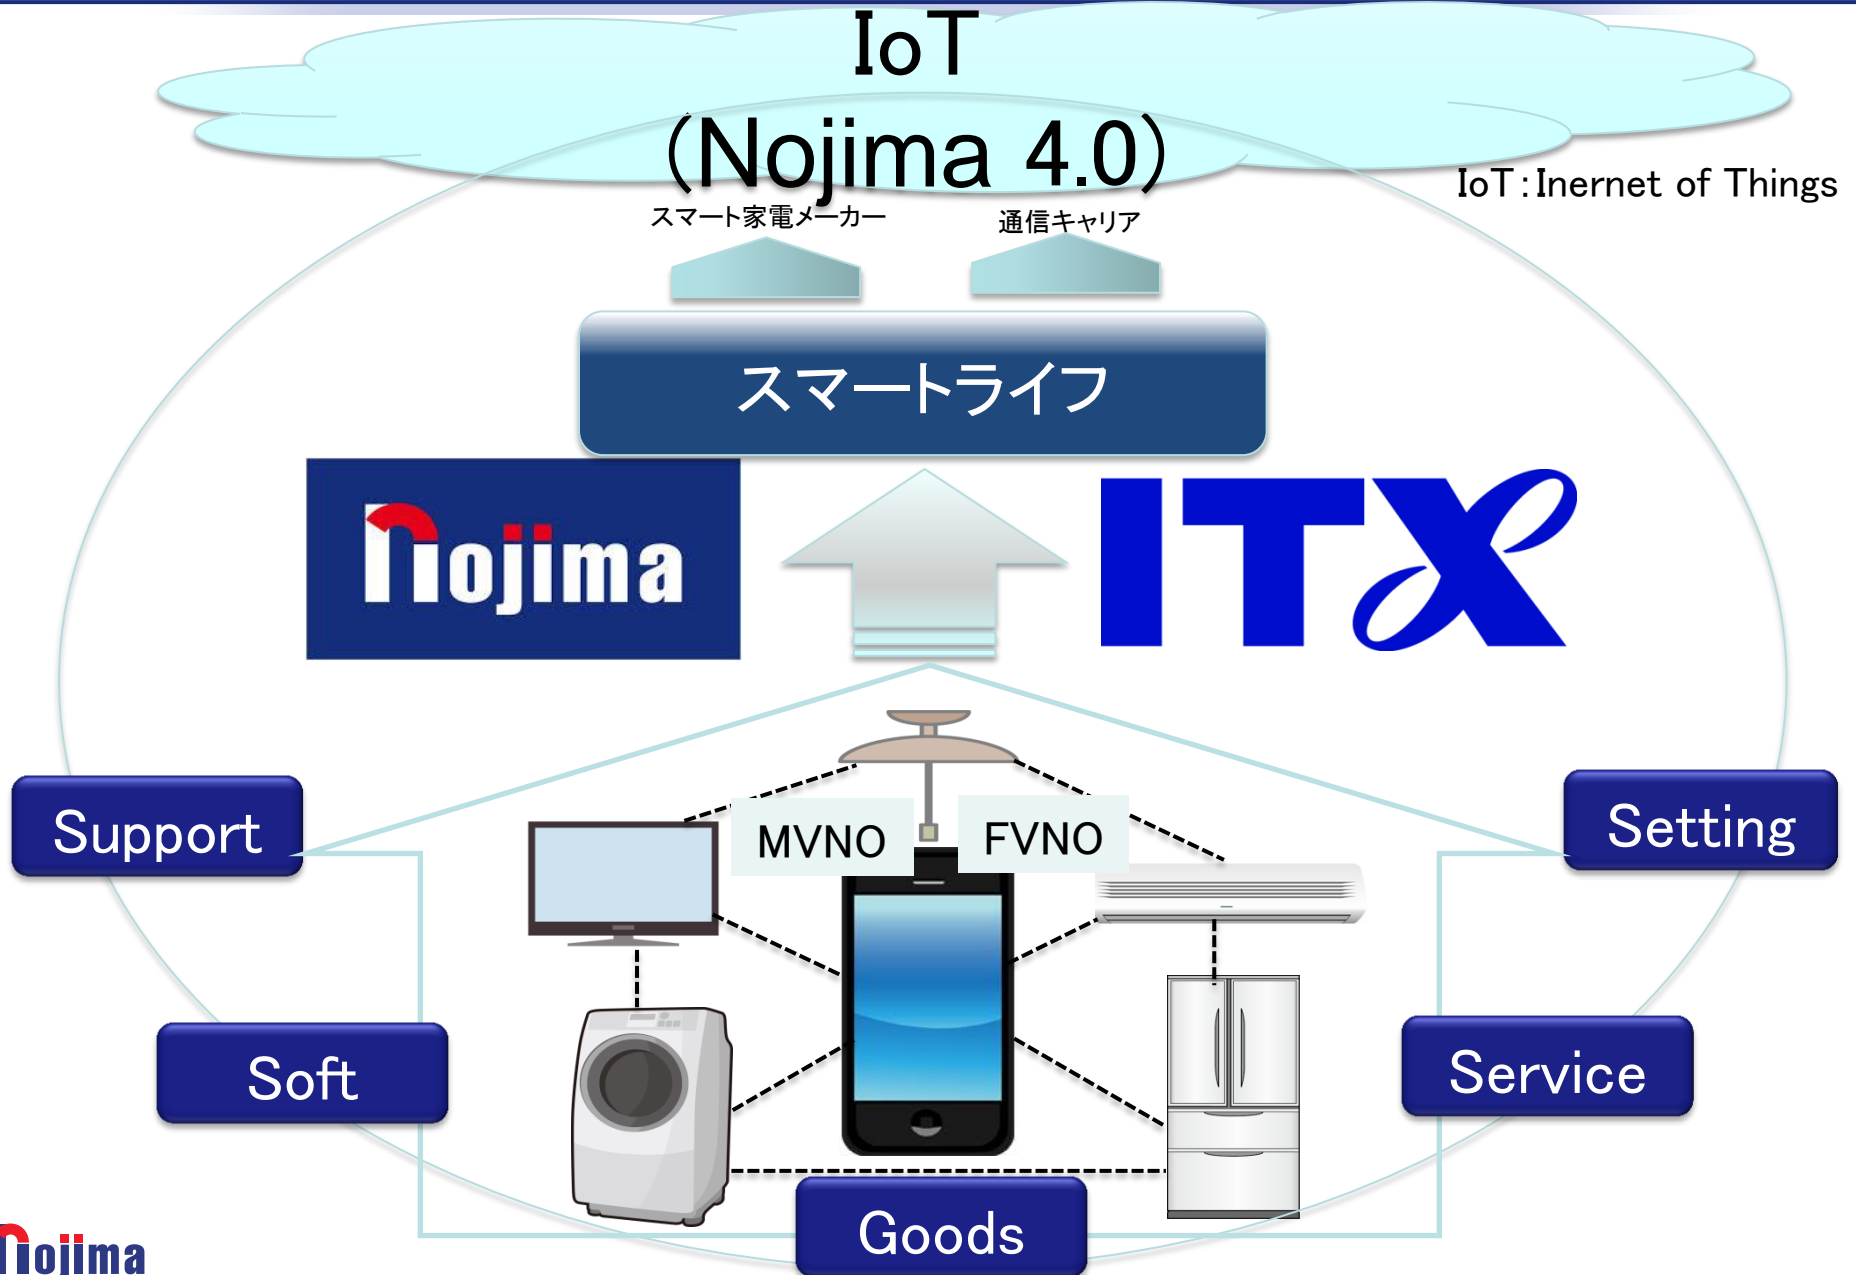 IoT
（Nojima 4.0）
IoT：Inernet of Things
スマート家電メーカー
通信キャリア
スマートライフ
nojima
ITX
Support
Setting
MVNO
FVNO
Soft
Service
Goods
nojima